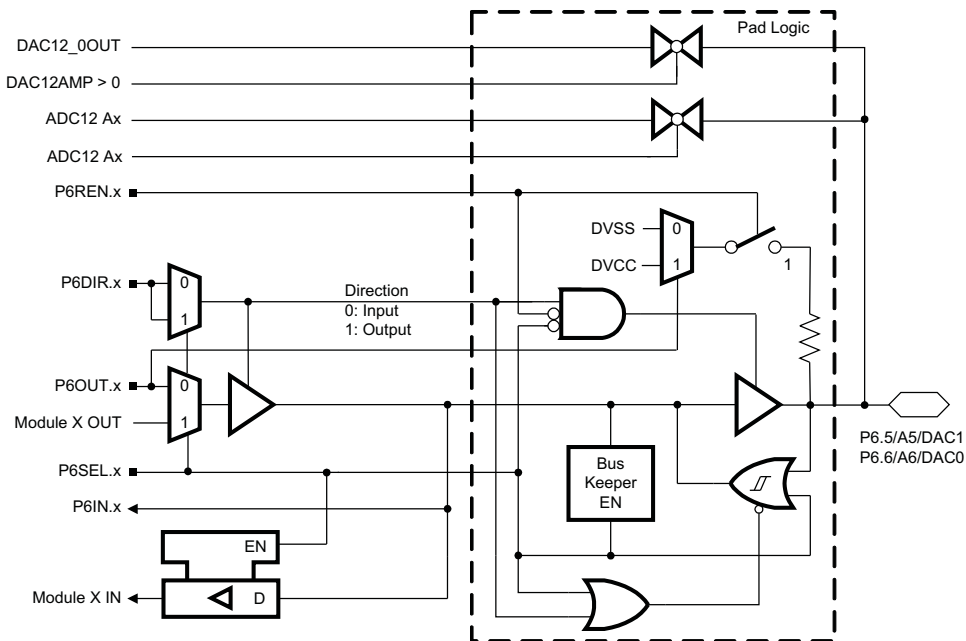 Pad Logic
DAC12_0OUT
DAC12AMP > 0
ADC12 Ax
ADC12 Ax
P6REN.x
DVSS
0
DVCC
1
1
P6DIR.x
0
1
Direction
0: Input
1: Output
P6OUT.x
0
Module X OUT
1
P6.5/A5/DAC1
P6.6/A6/DAC0
P6SEL.x
Bus
Keeper
EN
P6IN.x
EN
Module X IN
D